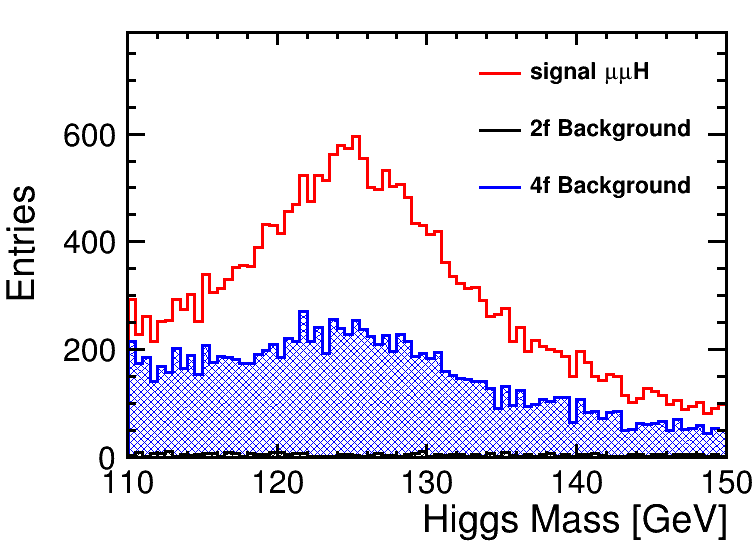 signal μμH
2f Background
4f Background
Entries
600
400
200
0
110
120
130
140
150
Higgs Mass [GeV]